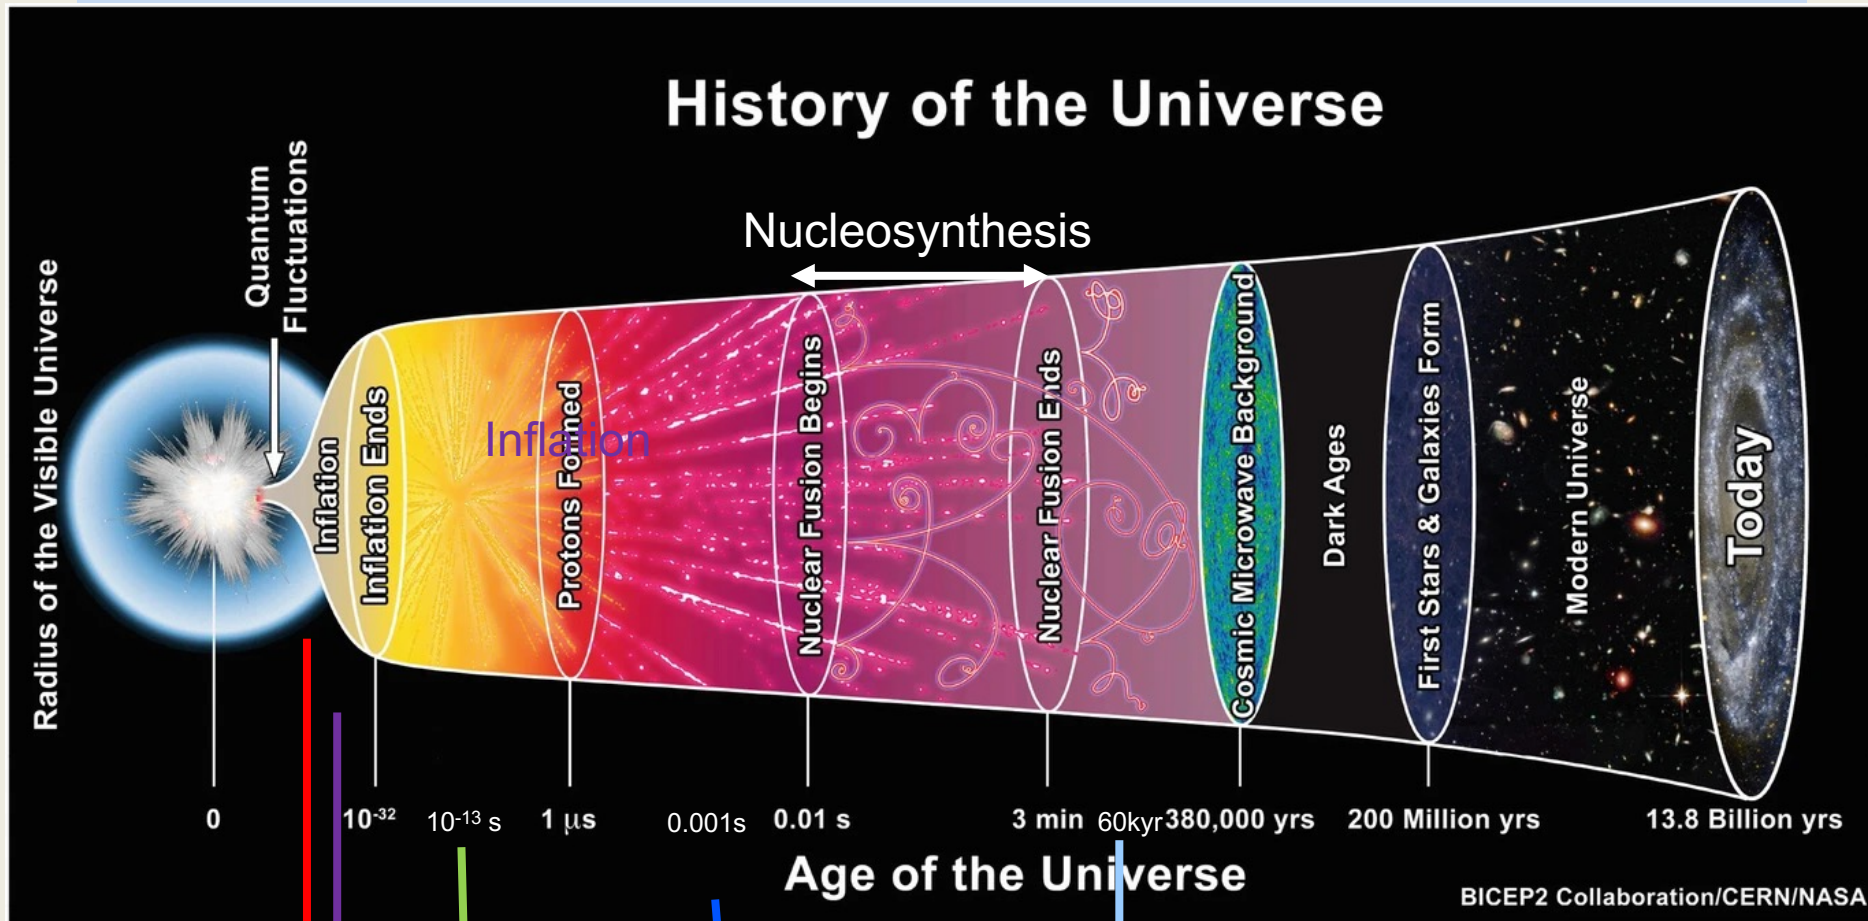 History of the Universe
Quantum
Fluctuations
Nucleosynthesis
Radius of the Visible Universe
Inflation
Inflation Ends
Inflation
Protons Formed
Nuclear Fusion Begins
Nuclear Fusion Ends
Cosmic Microwave Background
Dark Ages
First Stars & Galaxies Form
Modern Universe
Today
0
10⁻³²
10⁻¹³ s
1 μs
0.001s
0.01 s
3 min
60kyr
380,000 yrs
200 Million yrs
13.8 Billion yrs
Age of the Universe
BICEP2 Collaboration/CERN/NASA